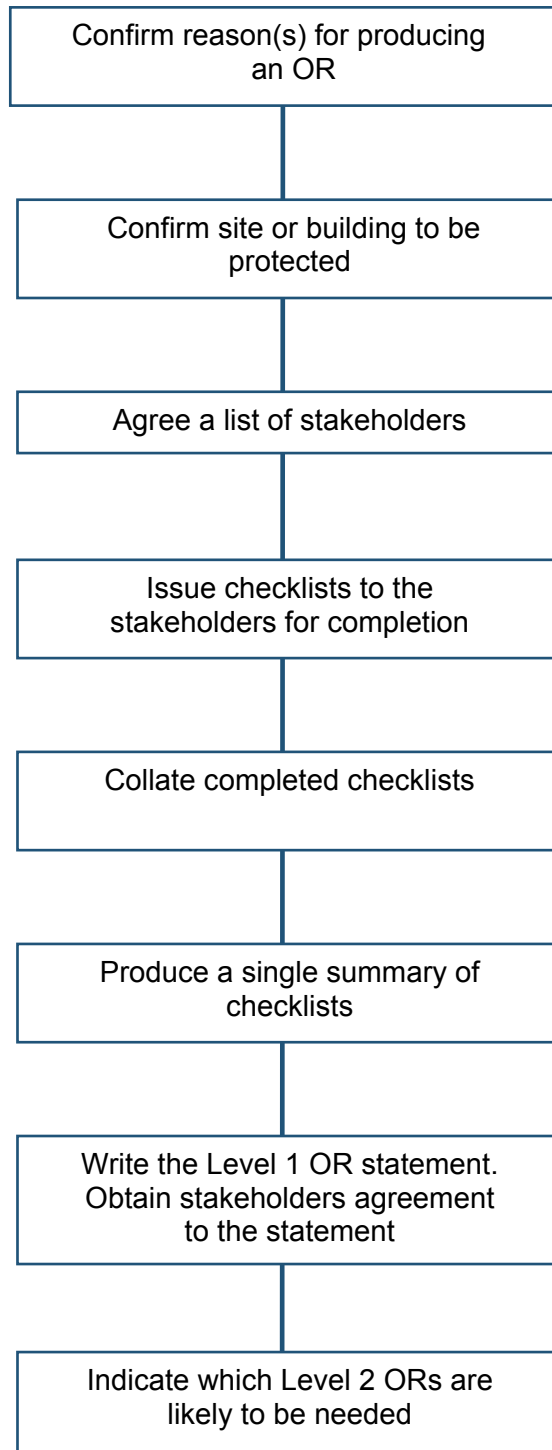 Confirm reason(s) for producing
an OR
Confirm site or building to be
protected
Agree a list of stakeholders
Issue checklists to the
stakeholders for completion
Collate completed checklists
Produce a single summary of
checklists
Write the Level 1 OR statement.
Obtain stakeholders agreement
to the statement
Indicate which Level 2 ORs are
likely to be needed